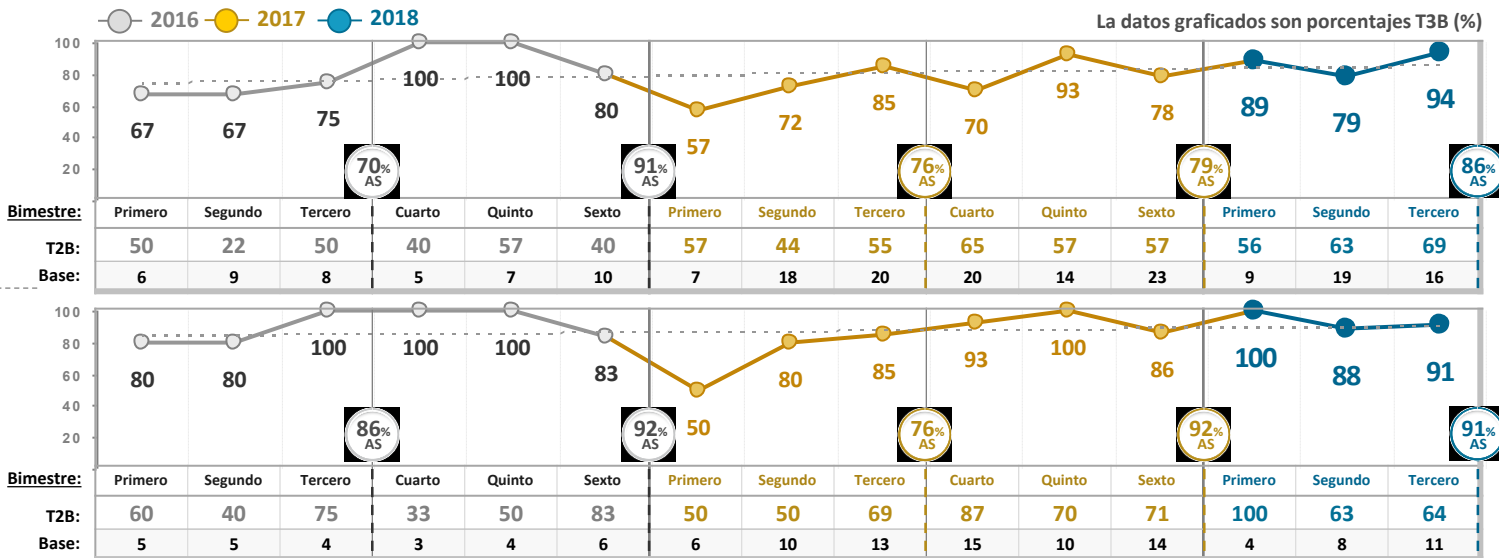 2016 2017 2018
La datos graficados son porcentajes T3B (%)
100
80
60
40
20
67 67 75 100 100 80 57 72 85 70 93 78 89 79 94
70% AS 91% AS 76% AS 79% AS 86% AS
Bimestre: Primero Segundo Tercero Cuarto Quinto Sexto Primero Segundo Tercero Cuarto Quinto Sexto Primero Segundo Tercero
T2B: 50 22 50 40 57 40 57 44 55 65 57 57 56 63 69
Base: 6 9 8 5 7 10 7 18 20 20 14 23 9 19 16
100
80
60
40
20
80 80 100 100 100 83 50 80 85 93 100 86 100 88 91
86% AS 92% AS 76% AS 92% AS 91% AS
Bimestre: Primero Segundo Tercero Cuarto Quinto Sexto Primero Segundo Tercero Cuarto Quinto Sexto Primero Segundo Tercero
T2B: 60 40 75 33 50 83 50 50 69 87 70 71 100 63 64
Base: 5 5 4 3 4 6 6 10 13 15 10 14 4 8 11